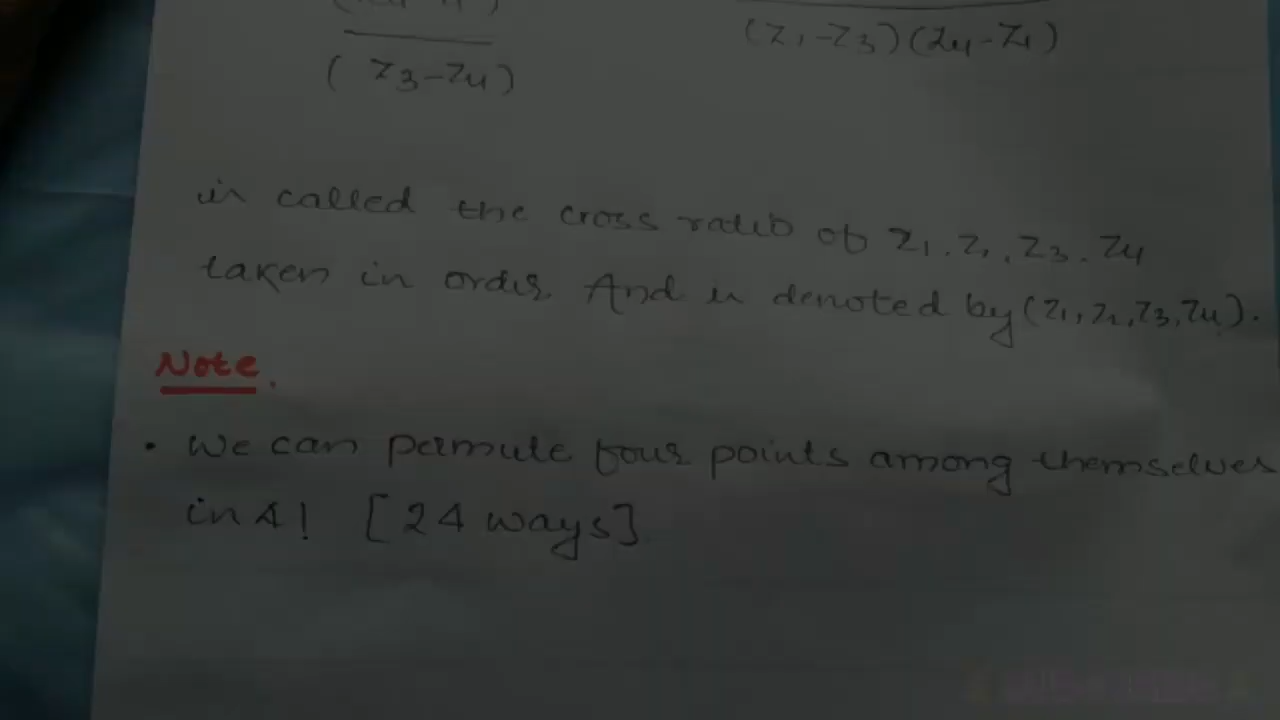 (z3-z4)
(z1-z3)(z4-z1)
is called the cross ratio of z1, z2, z3, z4
taken in order. And is denoted by (z1, z2, z3, z4).
Note.
• We can permute four points among themselves
in 4! [24 ways]